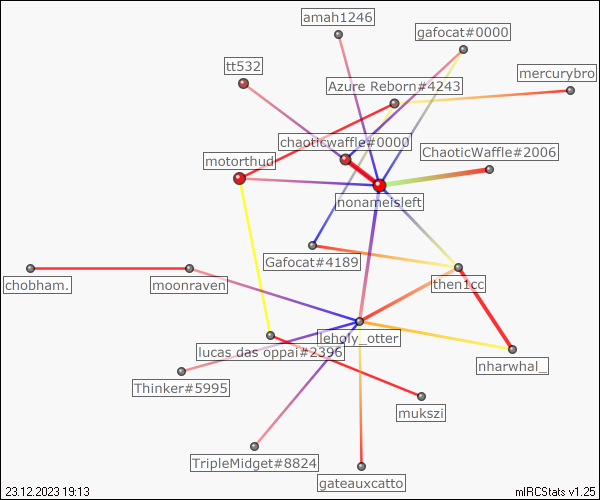 amah1246
gafocat#0000
tt532
mercurybro
Azure Reborn#4243
chaoticwaffle#0000
ChaoticWaffle#2006
motorthud
nonameisleft
Gafocat#4189
chobham.
moonraven
then1cc
leholy_otter
lucas das oppai#2396
nharwhal_
Thinker#5995
mukszi
TripleMidget#8824
gateauxcatto
23.12.2023 19:13
mIRCStats v1.25